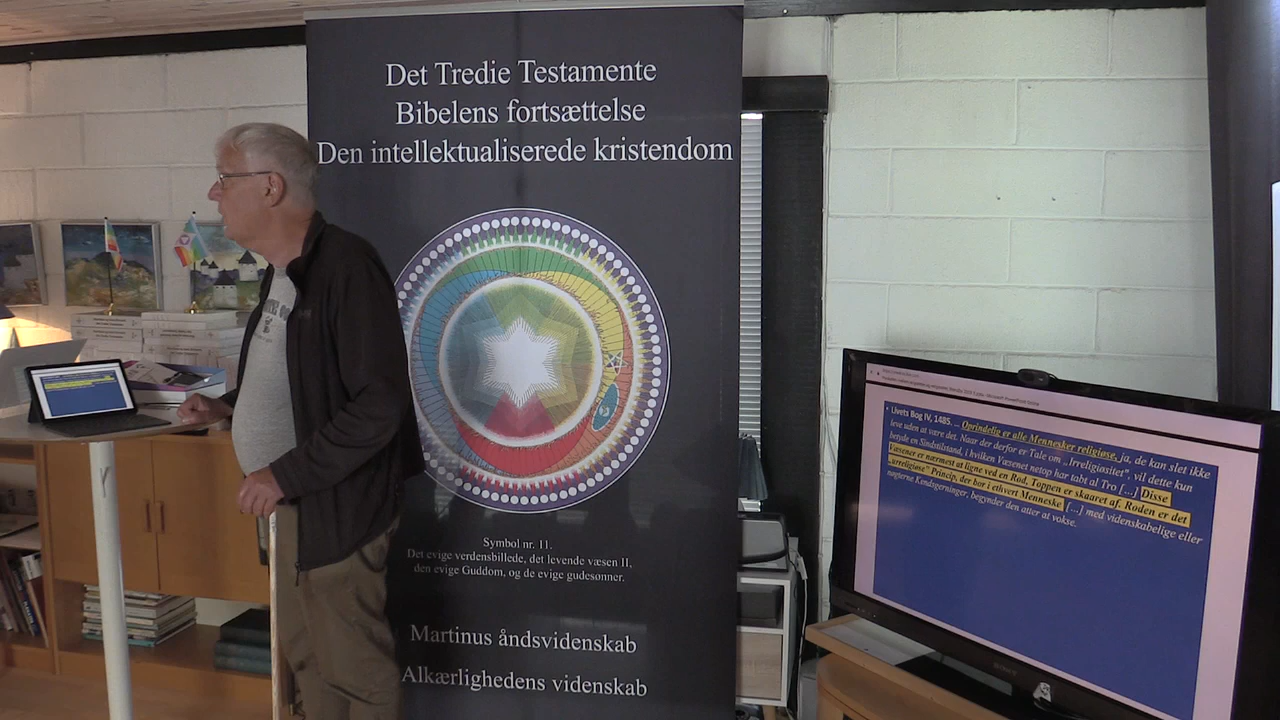 Det Tredie Testamente
Bibelens fortsættelse
Den intellektualiserede kristendom
Symbol nr. 11.
Det evige verdensbillede, det levende væsen II,
den evige Guddom, og de evige gudesønner.
Martinus åndsvidenskab
Alkærlighedens videnskab
• Livets Bog IV, 1485. – Oprindelig er alle Mennesker religiøse, ja, de kan slet ikke
leve uden at være det. Naar der derfor er Tale om „Irreligiøsitet", vil dette kun
betyde en Sindstilstand, i hvilken Væsenet netop har tabt al Tro [...] Disse
Væsener er nærmest at ligne ved en Rod, Toppen er skaaret af. Roden er det
„urreligiøse" Princip, der bor i ethvert Menneske [...] med videnskabelige eller
nøgterne Kendsgerninger, begynder den atter at vokse.
SONY